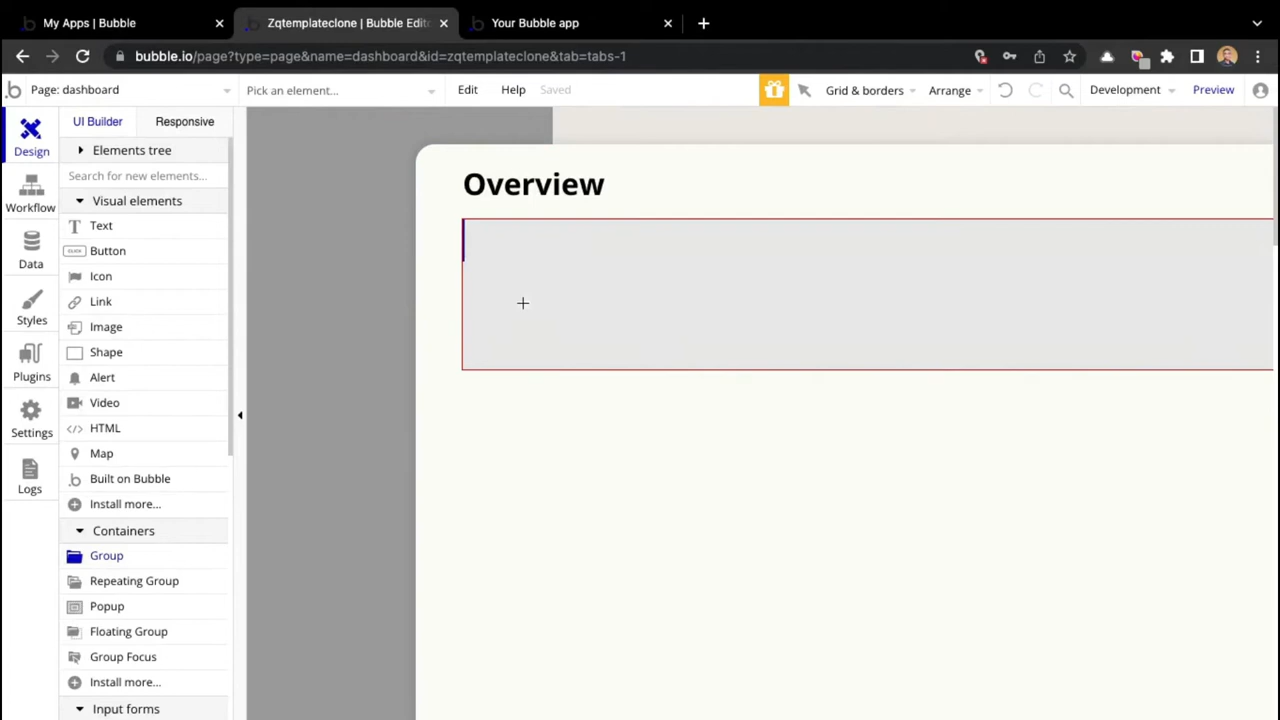 My Apps | Bubble
Zqtemplateclone | Bubble Edito
Your Bubble app
bubble.io/page?type=page&name=dashboard&id=zqtemplateclone&tab=tabs-1
Page: dashboard
Pick an element...
Edit
Help
Saved
Grid & borders
Arrange
Development
Preview
Design
Workflow
Data
Styles
Plugins
Settings
Logs
UI Builder
Responsive
Elements tree
Search for new elements...
Visual elements
Text
CLICK
Button
Icon
Link
Image
Shape
Alert
Video
HTML
Map
Built on Bubble
Install more...
Containers
Group
Repeating Group
Popup
Floating Group
Group Focus
Install more...
Input forms
Overview